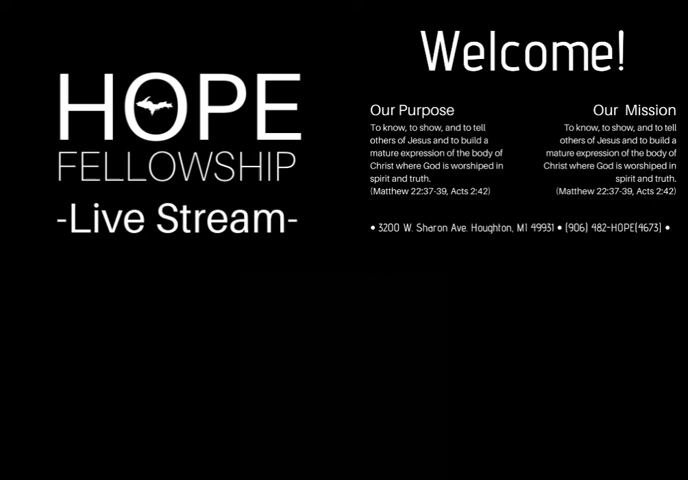 HOPE
FELLOWSHIP
-Live Stream-
Welcome!
Our Purpose
To know, to show, and to tell
others of Jesus and to build a
mature expression of the body of
Christ where God is worshiped in
spirit and truth.
(Matthew 22:37-39, Acts 2:42)
Our Mission
To know, to show, and to tell
others of Jesus and to build a
mature expression of the body of
Christ where God is worshiped in
spirit and truth.
(Matthew 22:37-39, Acts 2:42)
• 3200 W. Sharon Ave. Houghton, MI 49931 • (906) 482-HOPE(4673) •